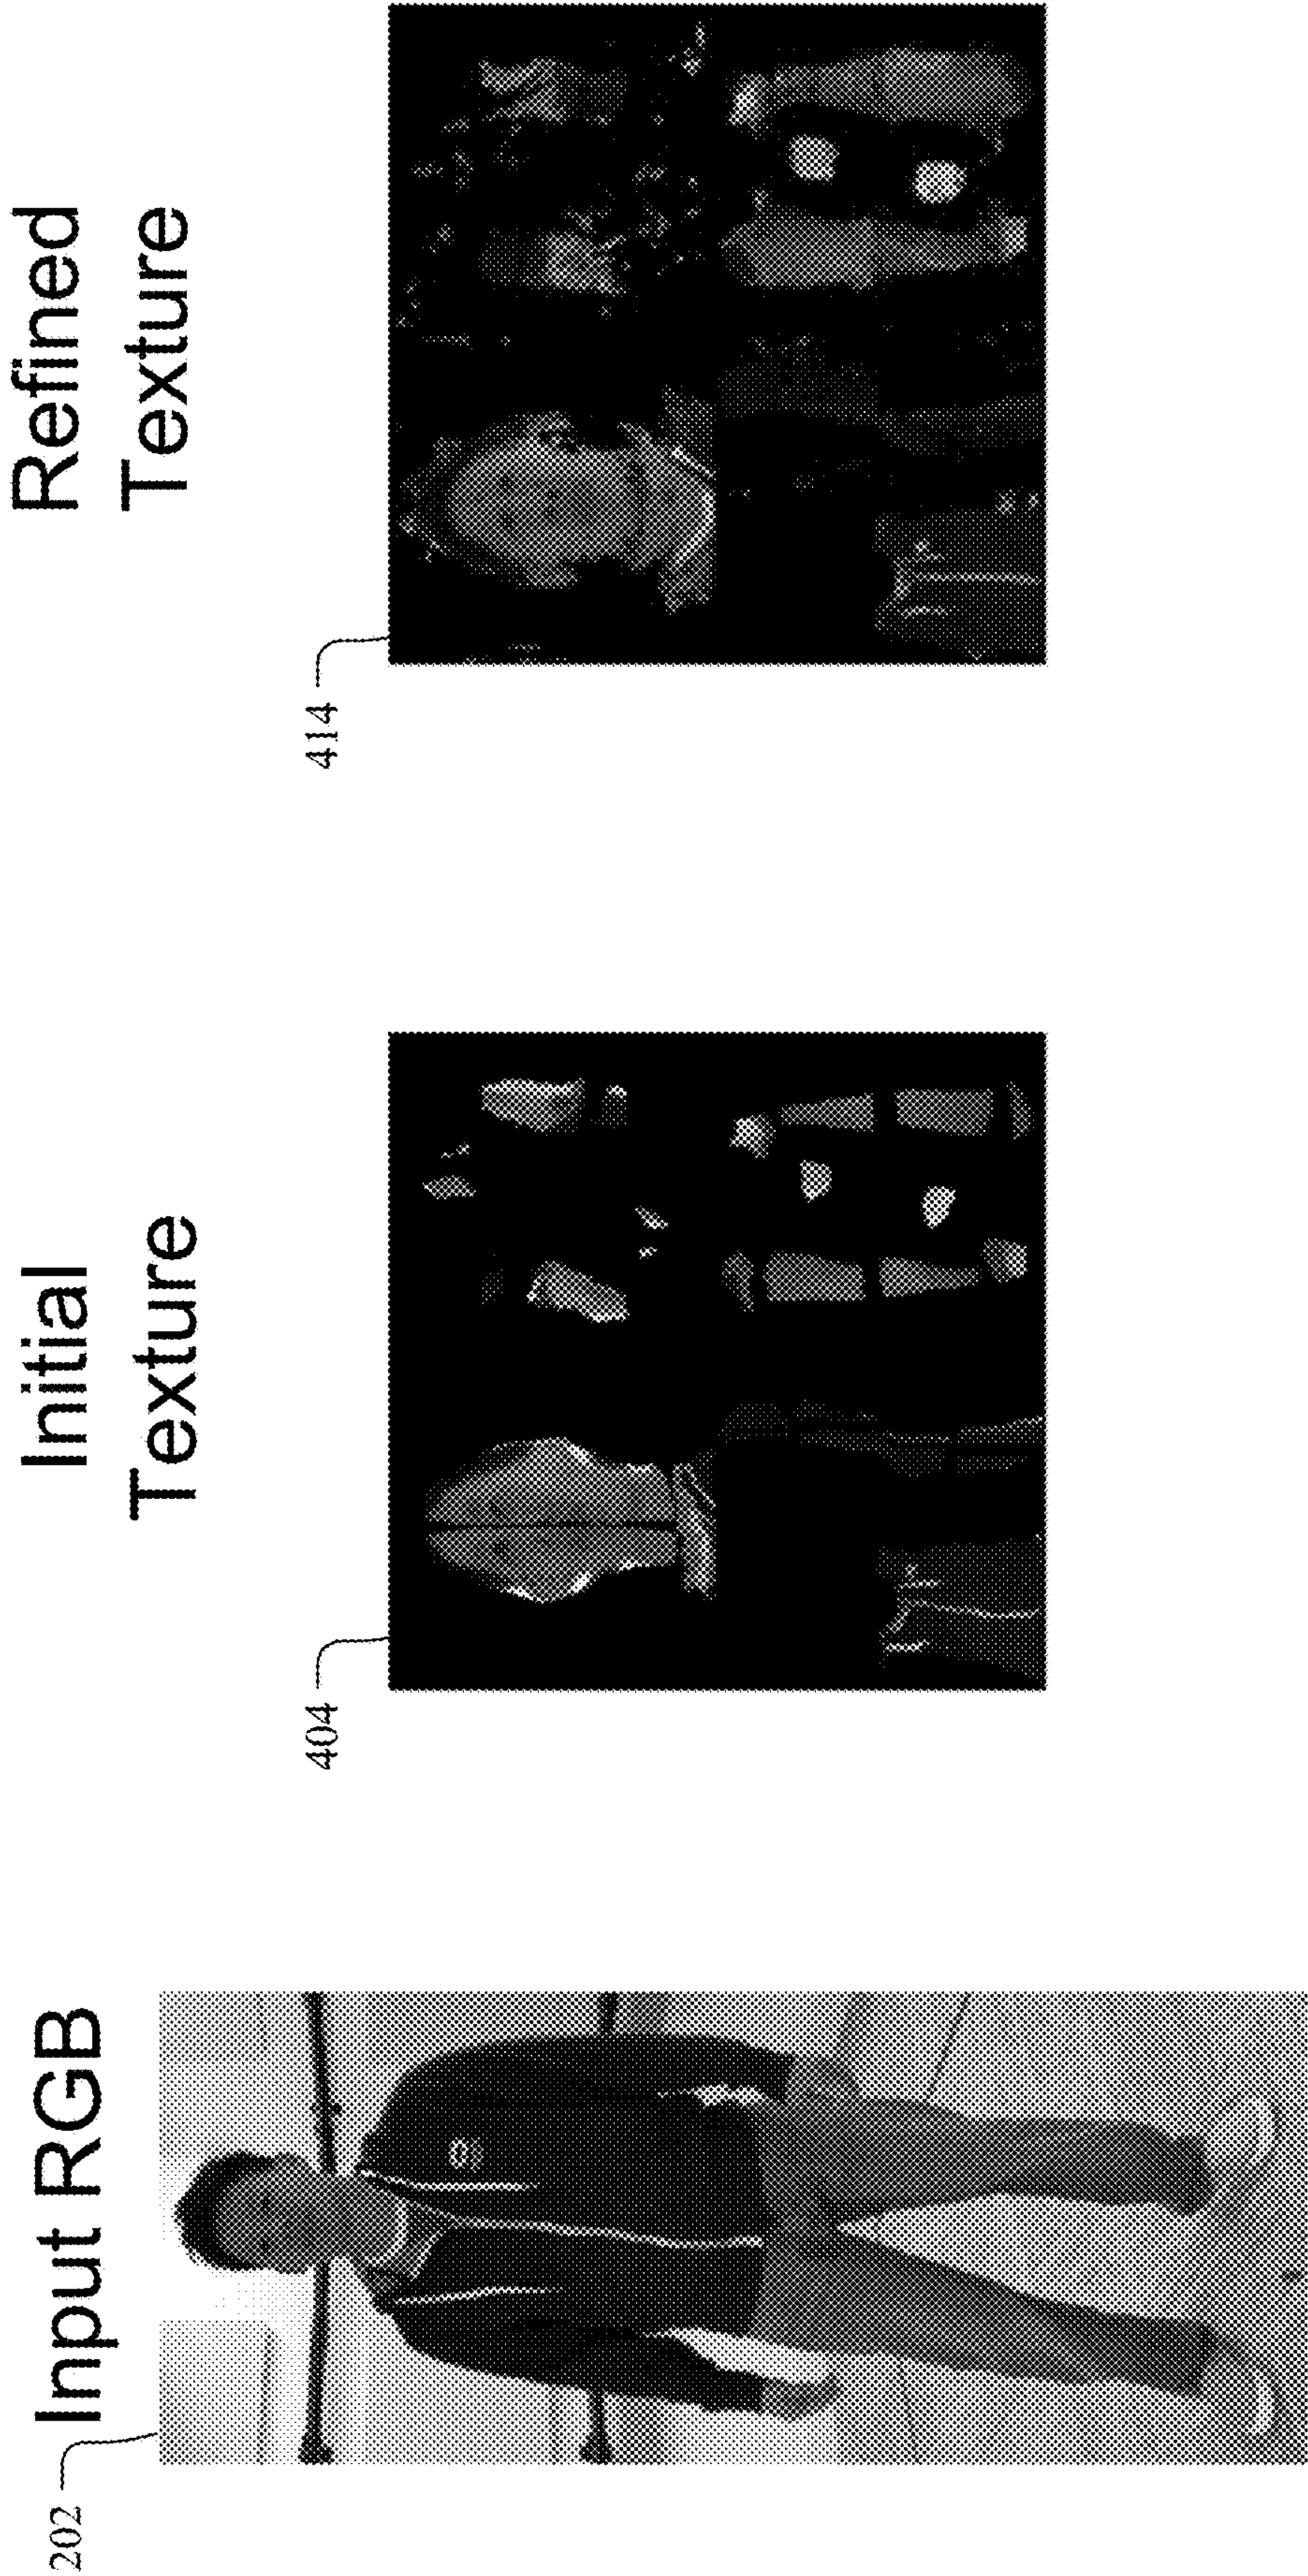 202
Input RGB
404
Initial
Texture
414
Refined
Texture